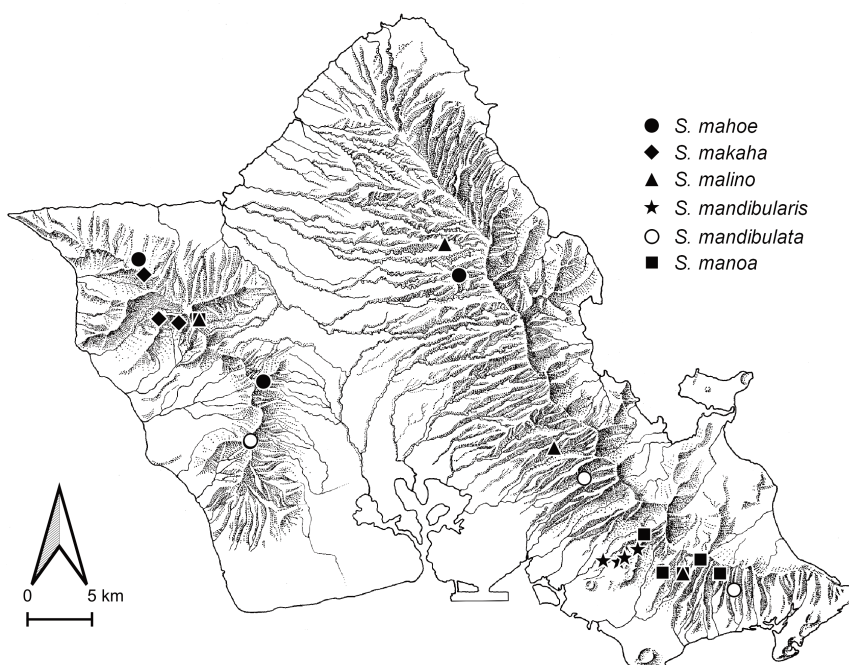 S. mahoe
S. makaha
S. malino
S. mandibularis
S. mandibulata
S. manoa
0 5 km